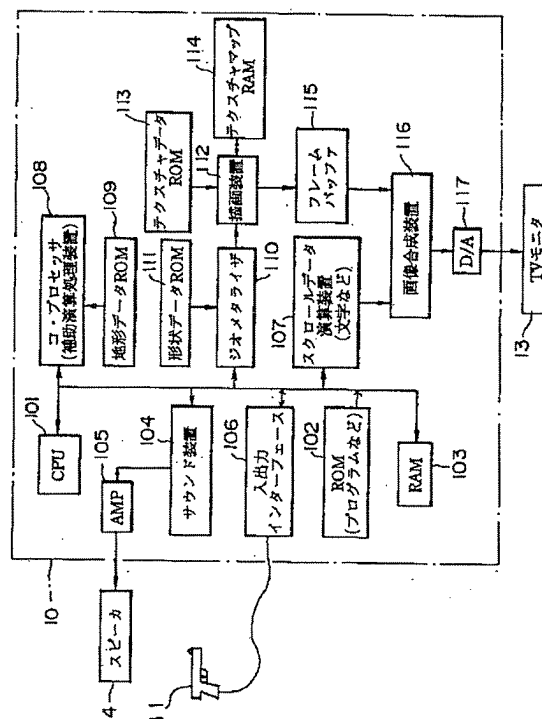 10
101
CPU
108
コ・プロセッサ
(補助演算処理装置)
109
地形データROM
111
形状データROM
113
テクスチャデータ
ROM
114
テクスチャマップ
RAM
105
AMP
104
サウンド装置
106
入出力
インターフェース
102
ROM
(プログラムなど)
RAM
103
ジオメタライザ
110
112
描画装置
フレーム
バッファ
115
107
スクロールデータ
演算装置
(文字など)
画像合成装置
116
D/A
117
スピーカ
4
11
TVモニタ
13